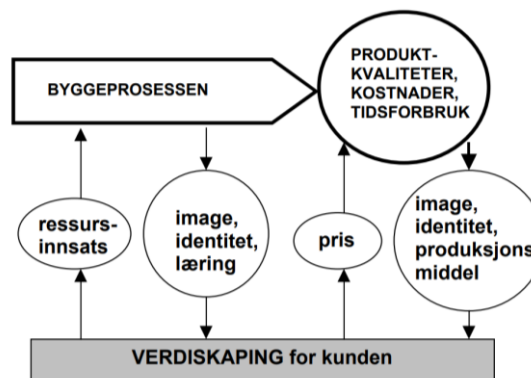 BYGGEPROSESSEN
PRODUKT-
KVALITETER,
KOSTNADER,
TIDSFORBRUK
ressurs-
innsats
image,
identitet,
læring
pris
image,
identitet,
produksjons
middel
VERDISKAPING for kunden